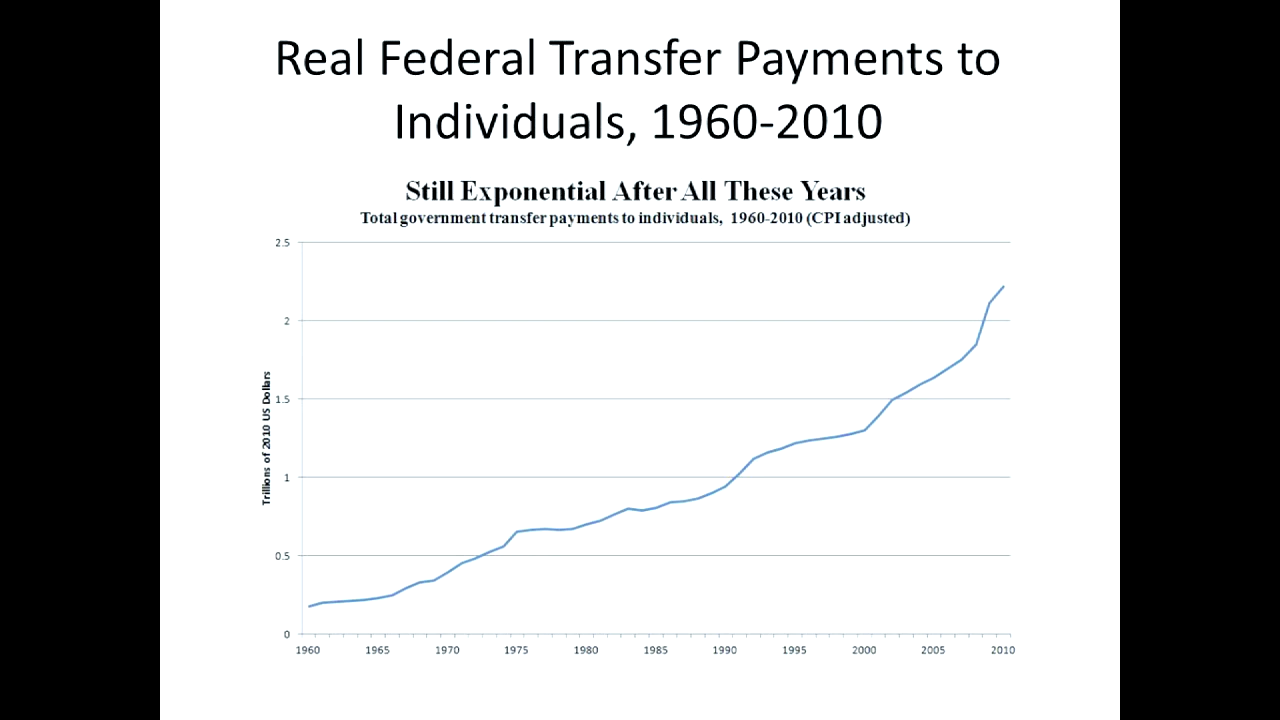 Real Federal Transfer Payments to
Individuals, 1960-2010
Still Exponential After All These Years
Total government transfer payments to individuals, 1960-2010 (CPI adjusted)
2.5
2
1.5
1
0.5
0
Trillions of 2010 US Dollars
1960 1965 1970 1975 1980 1985 1990 1995 2000 2005 2010